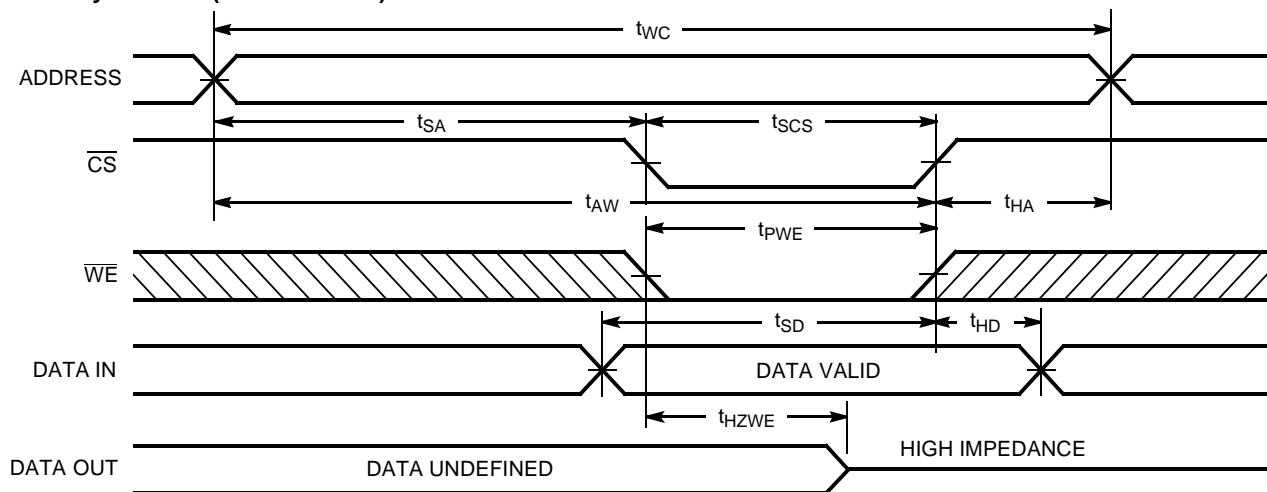 tWC
ADDRESS
tSA
tSCS
CS
tAW
tHA
tPWE
WE
tSD
tHD
DATA IN
DATA VALID
tHZWE
HIGH IMPEDANCE
DATA OUT
DATA UNDEFINED